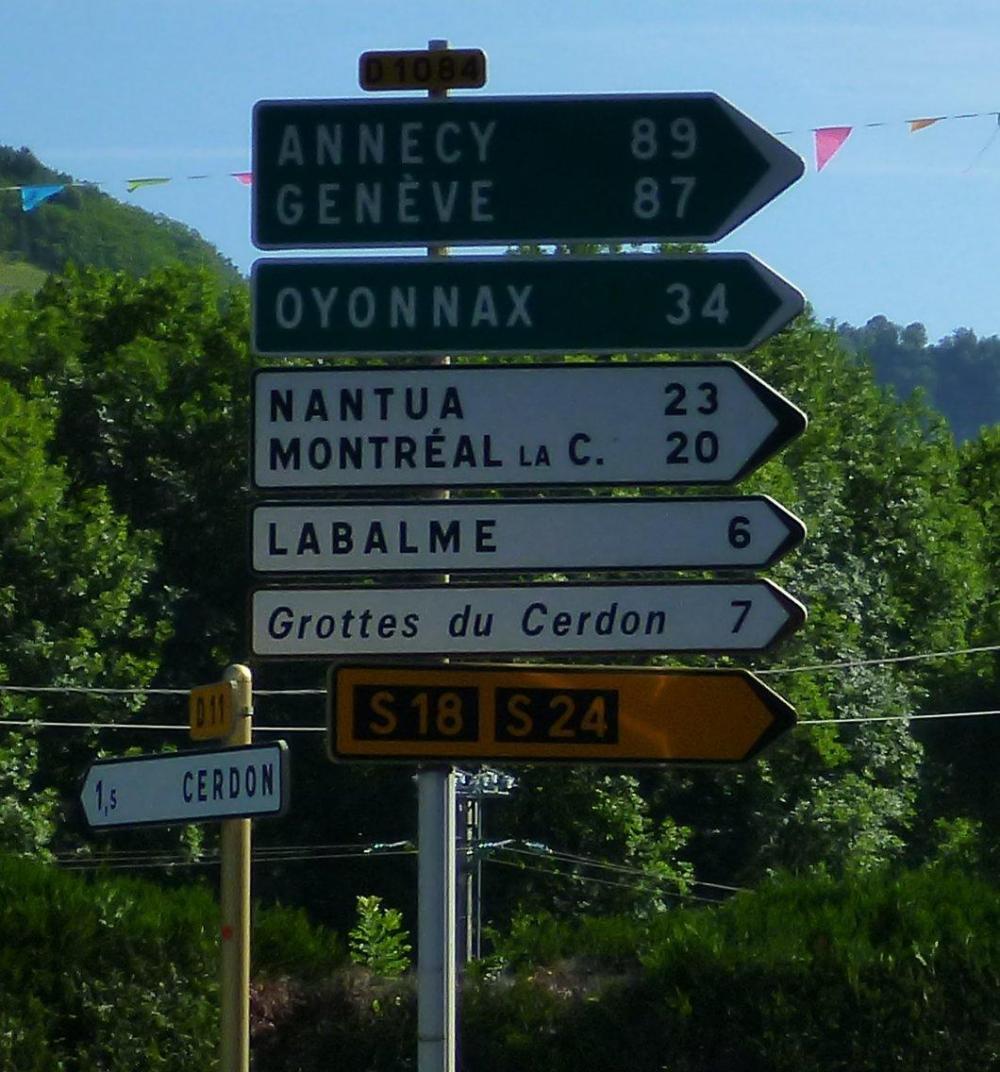 D1084
ANNECY 89
GENÈVE 87
OYONNAX 34
NANTUA 23
MONTRÉAL LA C. 20
LABALME 6
Grottes du Cerdon 7
S18 S24
D11
1,5 CERDON